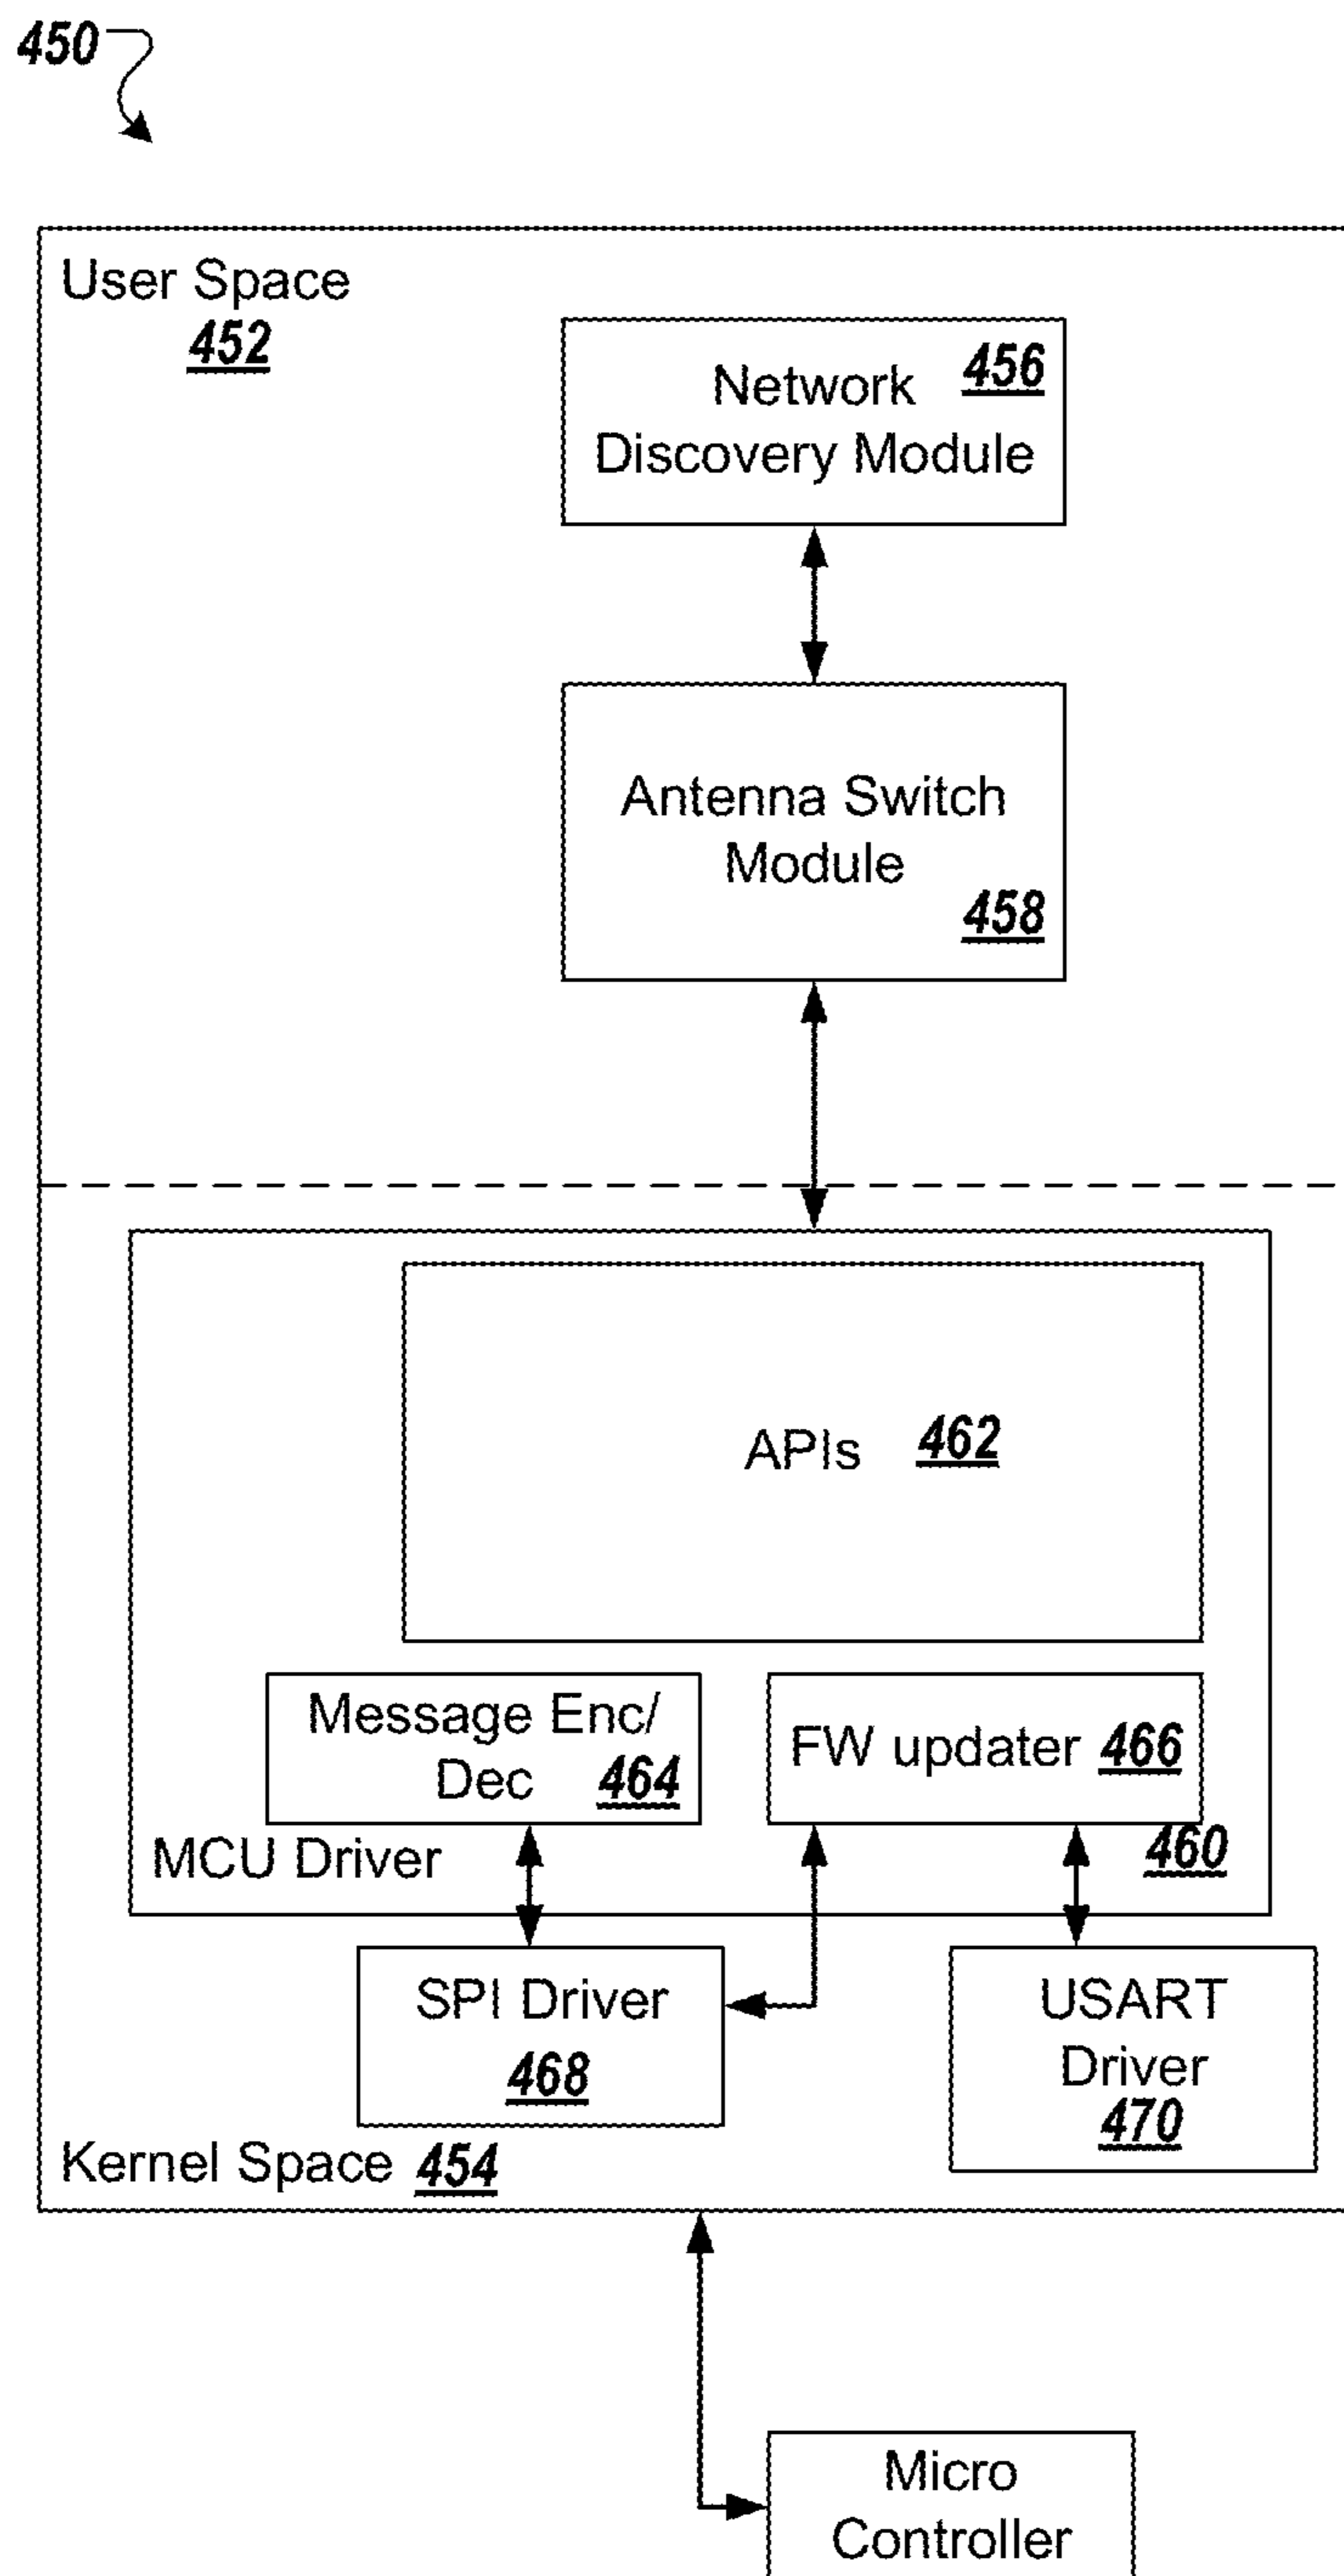 450
User Space
452
Network 456
Discovery Module
Antenna Switch
Module
458
APIs 462
Message Enc/
Dec 464
FW updater 466
MCU Driver 460
SPI Driver
468
USART
Driver
470
Kernel Space 454
Micro
Controller